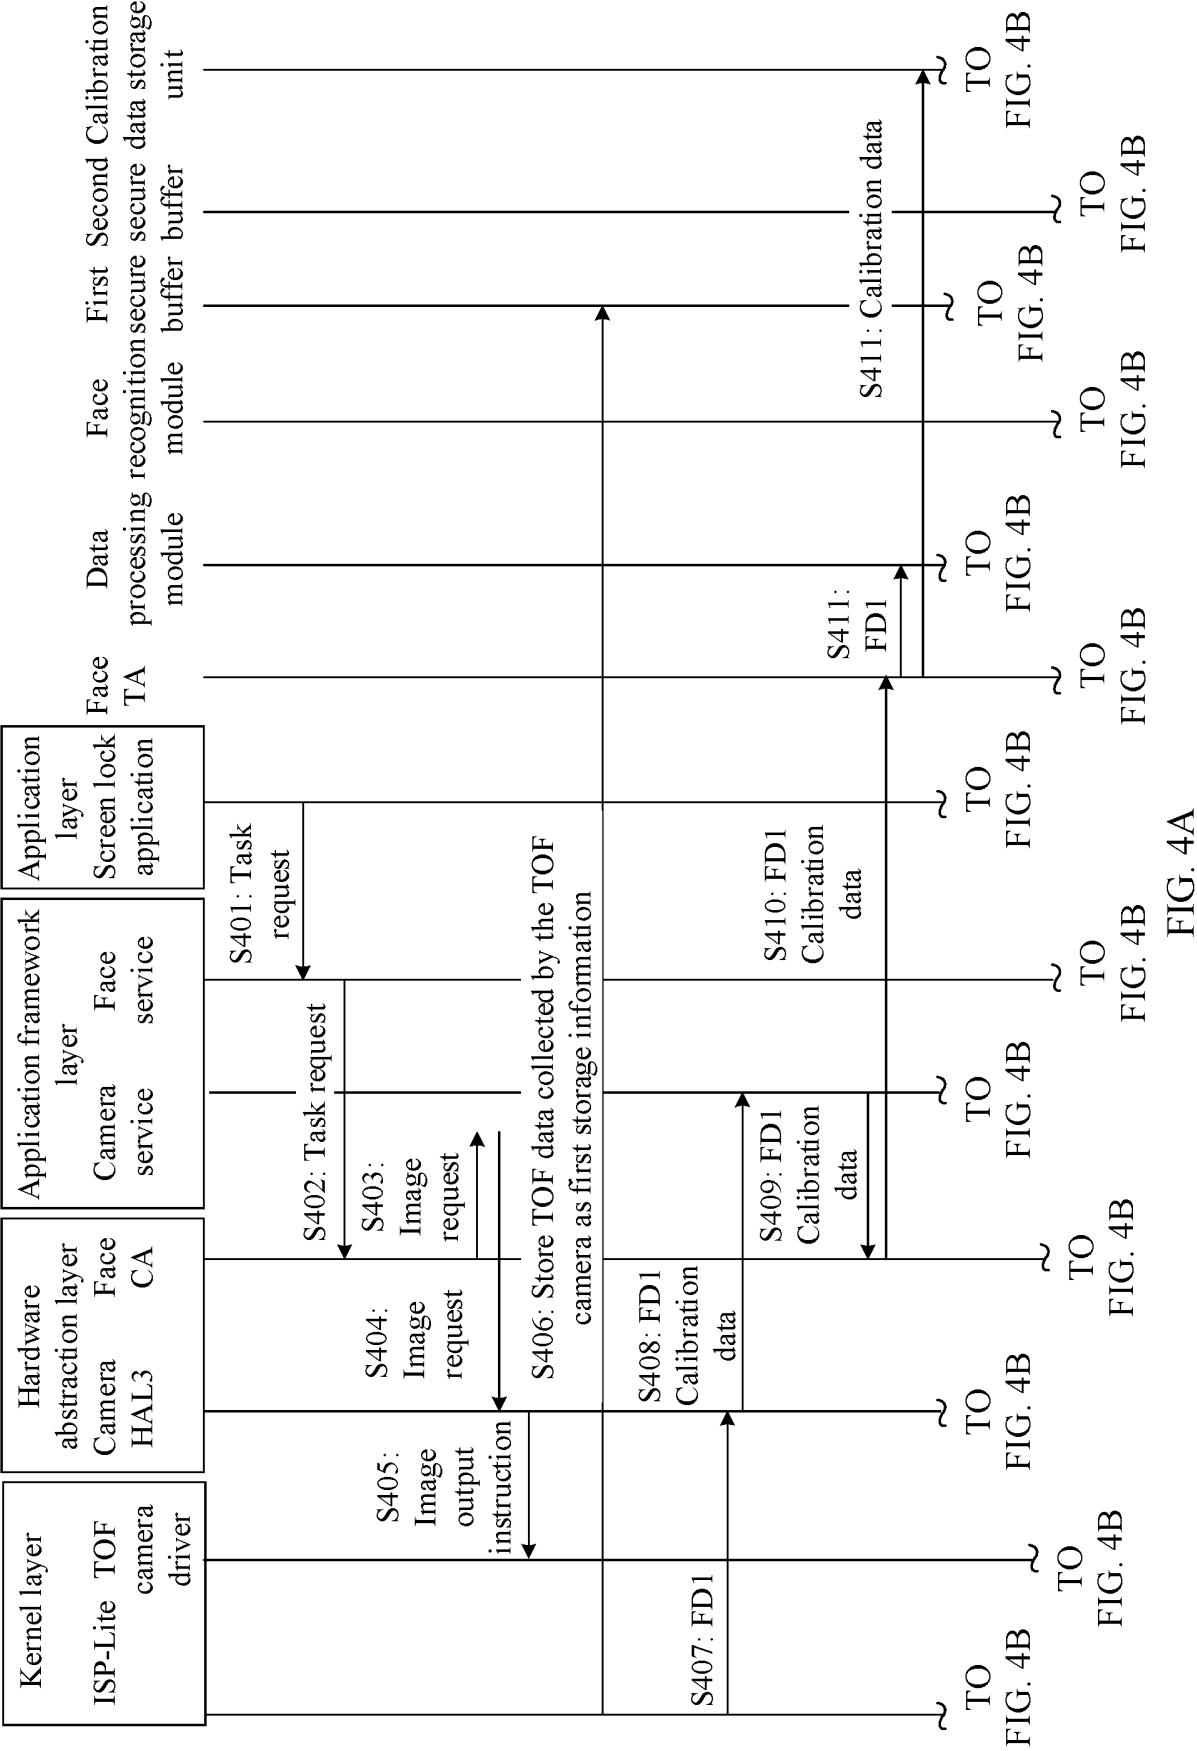 Kernel layer
ISP-Lite
TOF
camera
driver
Hardware
abstraction layer
Camera
HAL3
Face
CA
Application framework
layer
Camera
service
Face
service
Application
layer
Screen lock
application
Face
TA
Data
processing
module
Face
recognition
module
First
secure
buffer
Second
secure
buffer
Calibration
data storage
unit
S401: Task
request
S402: Task request
S403:
Image
request
S404:
Image
request
S405:
Image
output
instruction
S406: Store TOF data collected by the TOF
camera as first storage information
S407: FD1
S408: FD1
Calibration
data
S409: FD1
Calibration
data
S410: FD1
Calibration
data
S411:
FD1
S411: Calibration data
TO
FIG. 4B
TO
FIG. 4B
TO
FIG. 4B
TO
FIG. 4B
TO
FIG. 4B
TO
FIG. 4B
TO
FIG. 4B
TO
FIG. 4B
TO
FIG. 4B
TO
FIG. 4B
TO
FIG. 4B
TO
FIG. 4B
TO
FIG. 4B
FIG. 4A